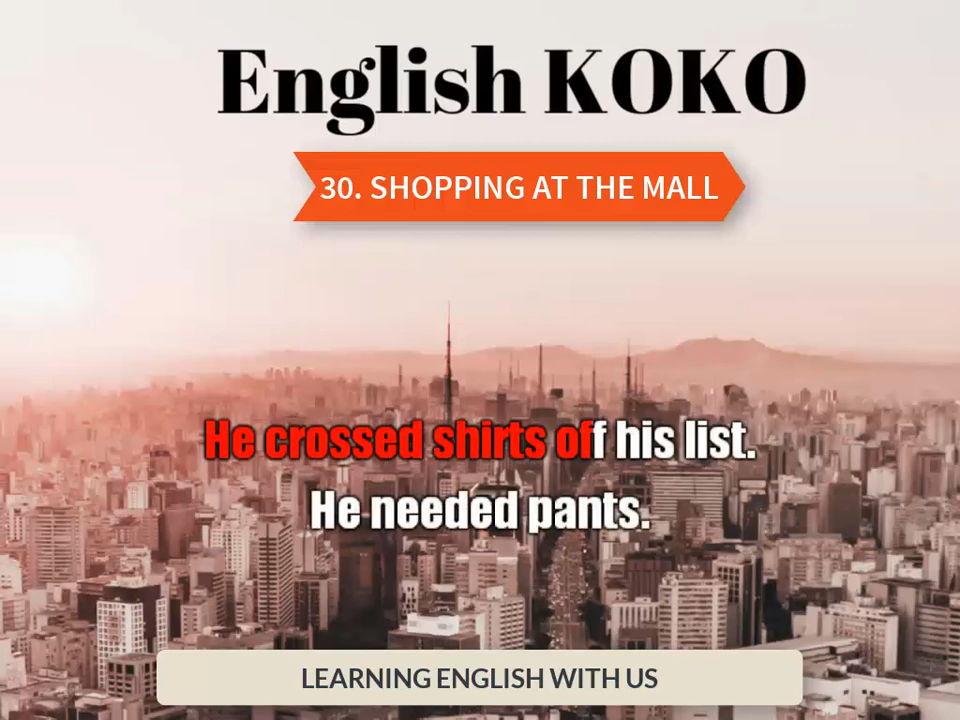 English KOKO
30. SHOPPING AT THE MALL
He crossed shirts off his list.
He needed pants.
LEARNING ENGLISH WITH US